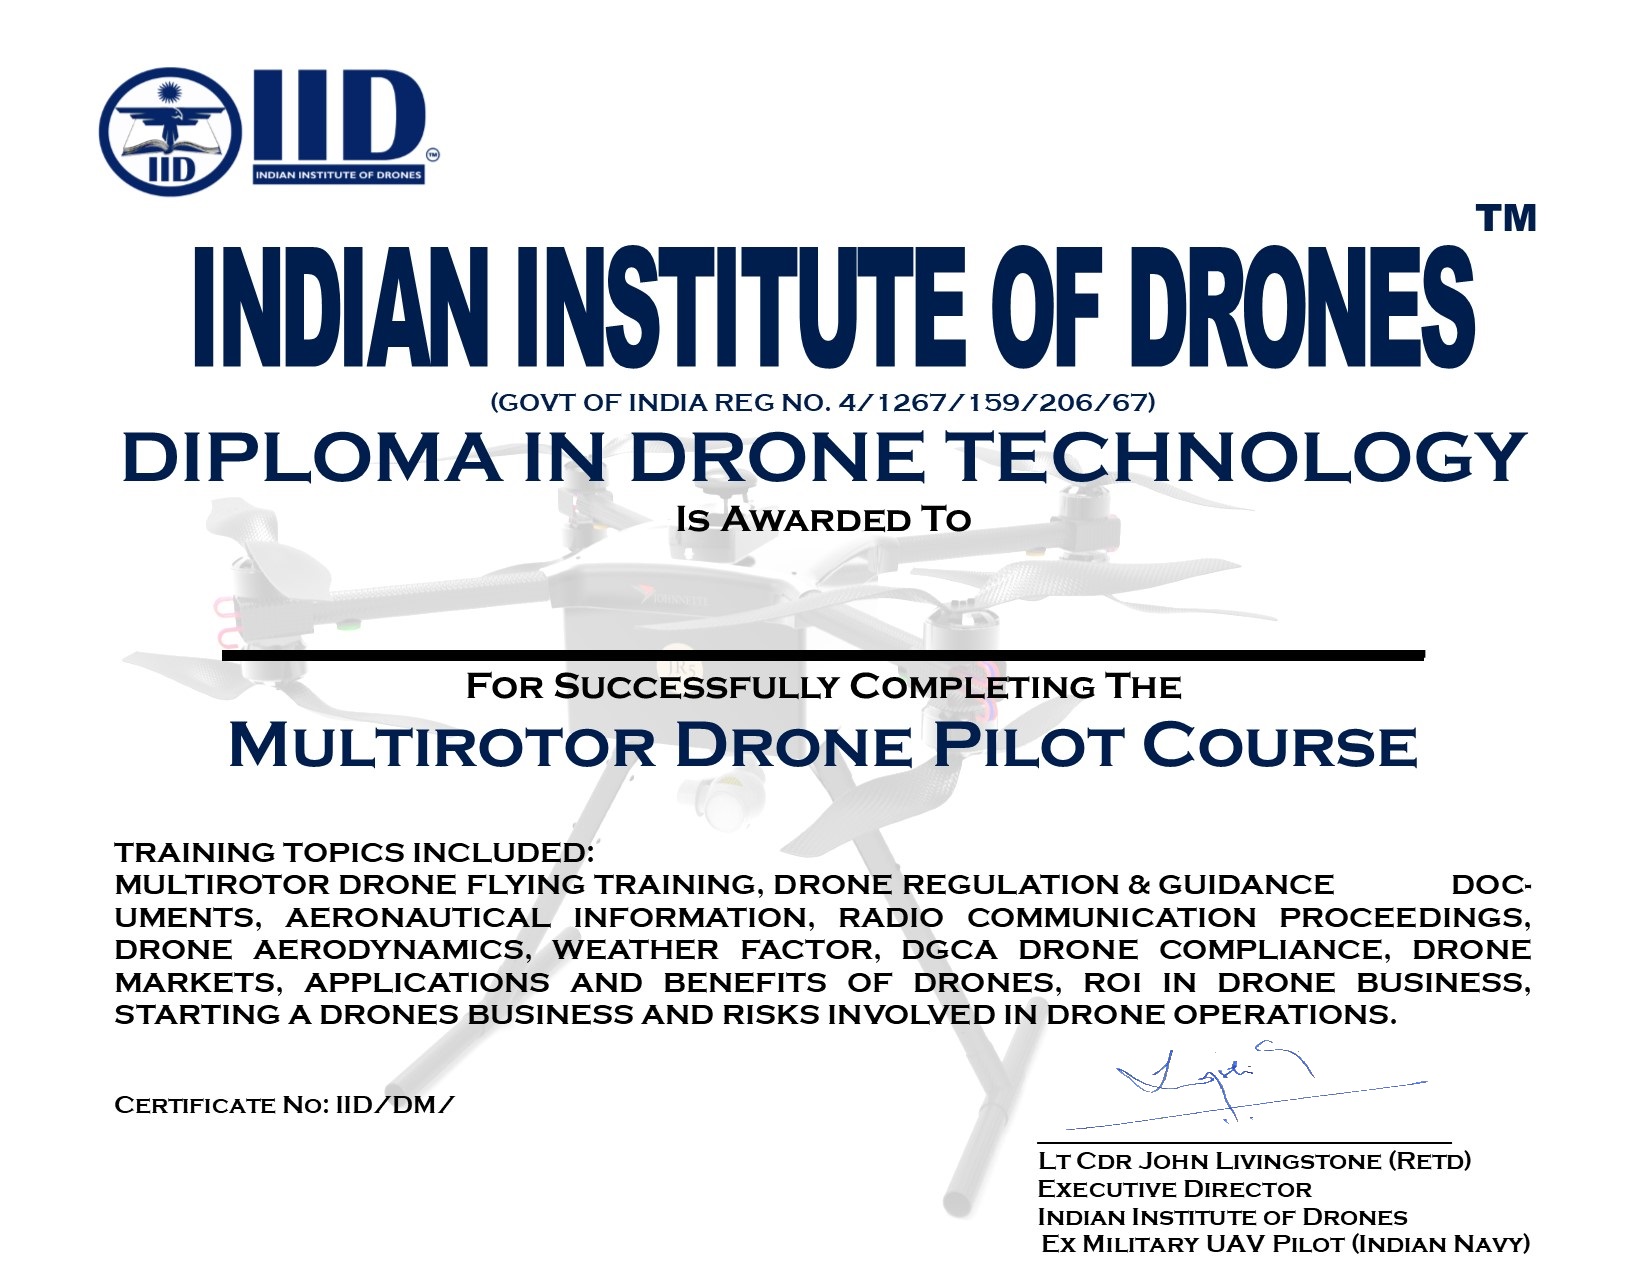 IID
IID™
INDIAN INSTITUTE OF DRONES
INDIAN INSTITUTE OF DRONES™
(GOVT OF INDIA REG NO. 4/1267/159/206/67)
DIPLOMA IN DRONE TECHNOLOGY
IS AWARDED TO
FOR SUCCESSFULLY COMPLETING THE
MULTIROTOR DRONE PILOT COURSE
TRAINING TOPICS INCLUDED:
MULTIROTOR DRONE FLYING TRAINING, DRONE REGULATION & GUIDANCE DOC-
UMENTS, AERONAUTICAL INFORMATION, RADIO COMMUNICATION PROCEEDINGS,
DRONE AERODYNAMICS, WEATHER FACTOR, DGCA DRONE COMPLIANCE, DRONE
MARKETS, APPLICATIONS AND BENEFITS OF DRONES, ROI IN DRONE BUSINESS,
STARTING A DRONES BUSINESS AND RISKS INVOLVED IN DRONE OPERATIONS.
CERTIFICATE NO: IID/DM/
LT CDR JOHN LIVINGSTONE (RETD)
EXECUTIVE DIRECTOR
INDIAN INSTITUTE OF DRONES
EX MILITARY UAV PILOT (INDIAN NAVY)